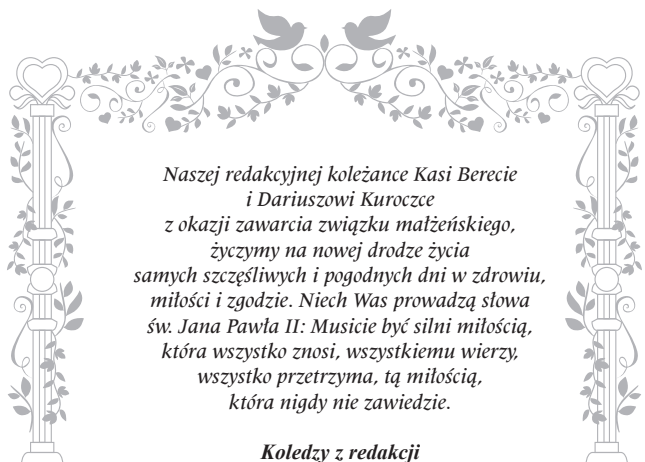 Naszej redakcyjnej koleżance Kasi Berecie
i Dariuszowi Kuroczce
z okazji zawarcia związku małżeńskiego,
życzymy na nowej drodze życia
samych szczęśliwych i pogodnych dni w zdrowiu,
miłości i zgodzie. Niech Was prowadzą słowa
św. Jana Pawła II: Musicie być silni miłością,
która wszystko znosi, wszystkiemu wierzy,
wszystko przetrzyma, tą miłością,
która nigdy nie zawiedzie.
Koledzy z redakcji